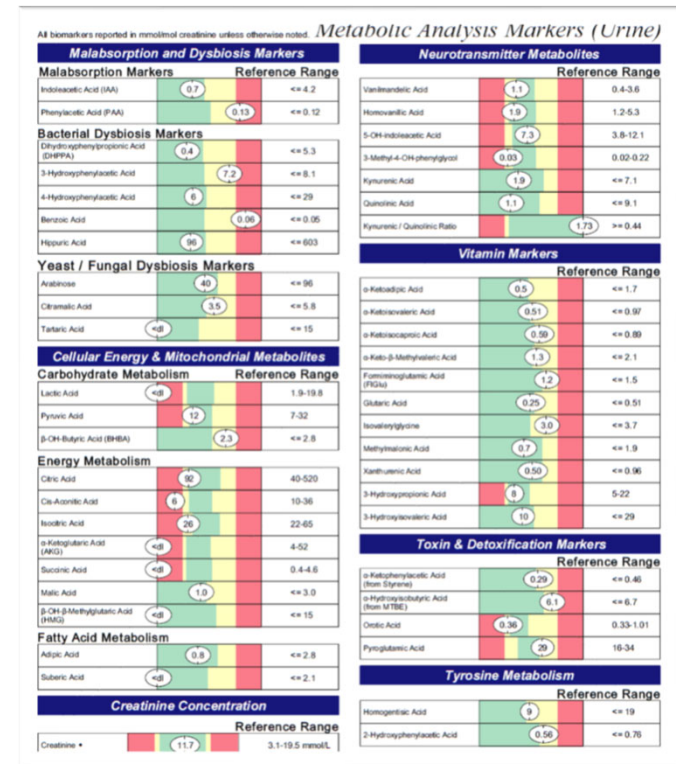 All biomarkers reported in mmol/mol creatinine unless otherwise noted. Metabolic Analysis Markers (Urine)
Malabsorption and Dysbiosis Markers
Malabsorption Markers Reference Range
Indoleacetic Acid (IAA) 0.7 <= 4.2
Phenylacetic Acid (PAA) 0.13 <= 0.12
Bacterial Dysbiosis Markers
Dihydroxyphenylpropionic Acid
(DHPPA) 0.4 <= 5.3
3-Hydroxyphenylacetic Acid 7.2 <= 8.1
4-Hydroxyphenylacetic Acid 6 <= 29
Benzoic Acid 0.06 <= 0.05
Hippuric Acid 96 <= 603
Yeast / Fungal Dysbiosis Markers
Arabinose 40 <= 96
Citramalic Acid 3.5 <= 5.8
Tartaric Acid <dl <= 15
Cellular Energy & Mitochondrial Metabolites
Carbohydrate Metabolism Reference Range
Lactic Acid <dl 1.9-19.8
Pyruvic Acid 12 7-32
β-OH-Butyric Acid (BHBA) 2.3 <= 2.8
Energy Metabolism
Citric Acid 92 40-520
Cis-Aconitic Acid 6 10-36
Isocitric Acid 26 22-65
α-Ketoglutaric Acid
(AKG) <dl 4-52
Succinic Acid <dl 0.4-4.6
Malic Acid 1.0 <= 3.0
β-OH-β-Methylglutaric Acid
(HMG) <dl <= 15
Fatty Acid Metabolism
Adipic Acid 0.8 <= 2.8
Suberic Acid <dl <= 2.1
Creatinine Concentration
Reference Range
Creatinine • 11.7 3.1-19.5 mmol/L
Neurotransmitter Metabolites
Reference Range
Vanilmandelic Acid 1.1 0.4-3.6
Homovanillic Acid 1.9 1.2-5.3
5-OH-indoleacetic Acid 7.3 3.8-12.1
3-Methyl-4-OH-phenylglycol 0.03 0.02-0.22
Kynurenic Acid 1.9 <= 7.1
Quinolinic Acid 1.1 <= 9.1
Kynurenic / Quinolinic Ratio 1.73 >= 0.44
Vitamin Markers
Reference Range
α-Ketoadipic Acid 0.5 <= 1.7
α-Ketoisovaleric Acid 0.51 <= 0.97
α-Ketoisocaproic Acid 0.59 <= 0.89
α-Keto-β-Methylvaleric Acid 1.3 <= 2.1
Formiminoglutamic Acid
(FIGlu) 1.2 <= 1.5
Glutaric Acid 0.25 <= 0.51
Isovalerylglycine 3.0 <= 3.7
Methylmalonic Acid 0.7 <= 1.9
Xanthurenic Acid 0.50 <= 0.96
3-Hydroxypropionic Acid 8 5-22
3-Hydroxyisovaleric Acid 10 <= 29
Toxin & Detoxification Markers
Reference Range
α-Ketophenylacetic Acid
(from Styrene) 0.29 <= 0.46
α-Hydroxyisobutyric Acid
(from MTBE) 6.1 <= 6.7
Orotic Acid 0.36 0.33-1.01
Pyroglutamic Acid 29 16-34
Tyrosine Metabolism
Reference Range
Homogentisic Acid 9 <= 19
2-Hydroxyphenylacetic Acid 0.56 <= 0.76